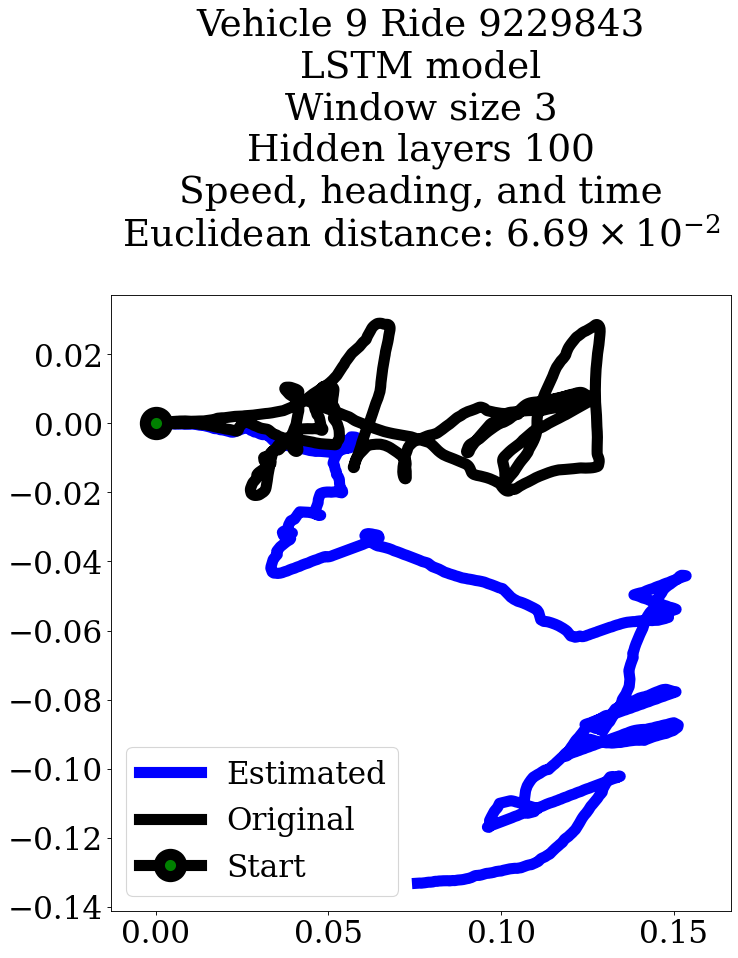 Vehicle 9 Ride 9229843
LSTM model
Window size 3
Hidden layers 100
Speed, heading, and time
Euclidean distance: 6.69 × 10⁻²
0.02
0.00
−0.02
−0.04
−0.06
−0.08
−0.10
−0.12
−0.14
Estimated
Original
Start
0.00 0.05 0.10 0.15